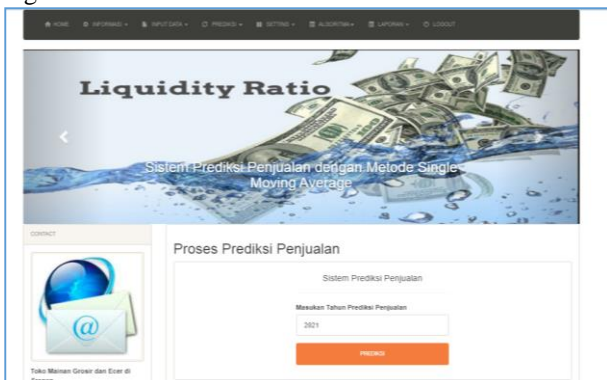 HOME INFORMASI INPUT DATA PREDIKSI SETTING ALGORITMA LAPORAN LOGOUT
Liquidity Ratio
Sistem Prediksi Penjualan dengan Metode Single
Moving Average
CONTACT
Proses Prediksi Penjualan
Sistem Prediksi Penjualan
Masukan Tahun Prediksi Penjualan
2021
PREDIKSI
@
Toko Mainan Grosir dan Ecer di